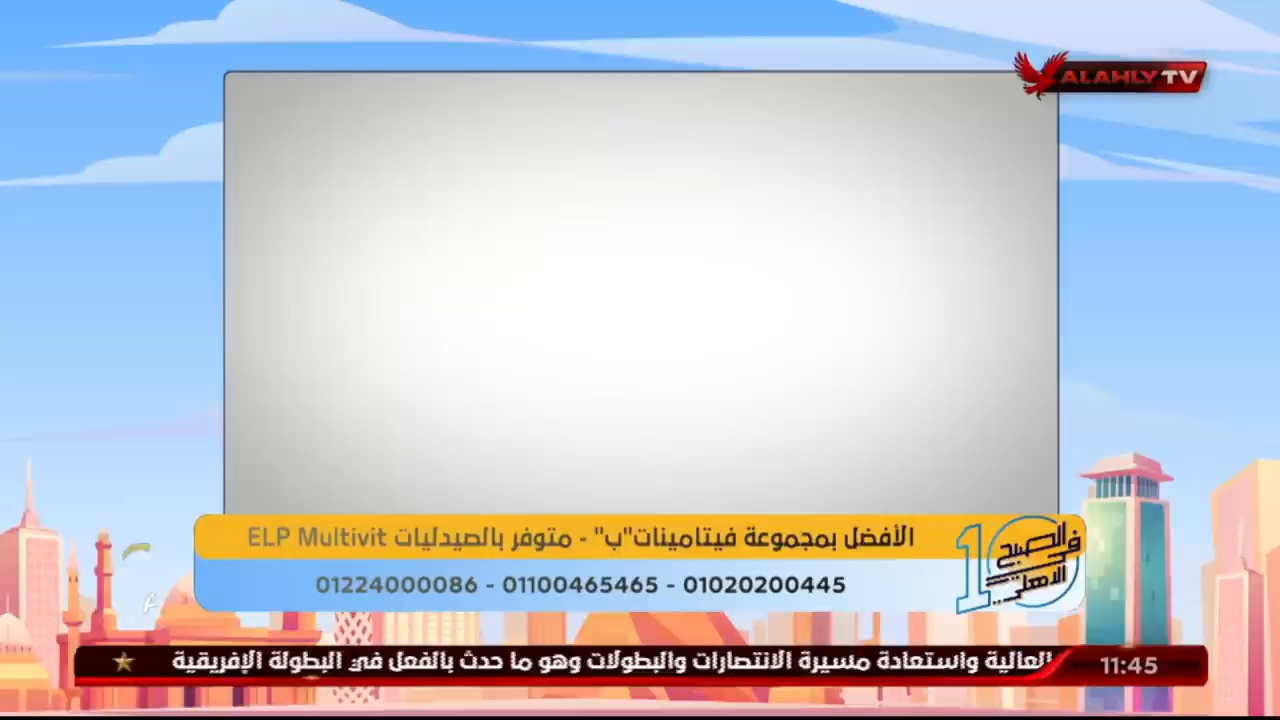 ALAHLY TV
الأفضل بمجموعة فيتامينات"ب" - متوفر بالصيدليات ELP Multivit
01224000086 - 01100465465 - 01020200445
10 الصبح في الأهلي..
العالية واستعادة مسيرة الانتصارات والبطولات وهو ما حدث بالفعل في البطولة الإفريقية
11:45